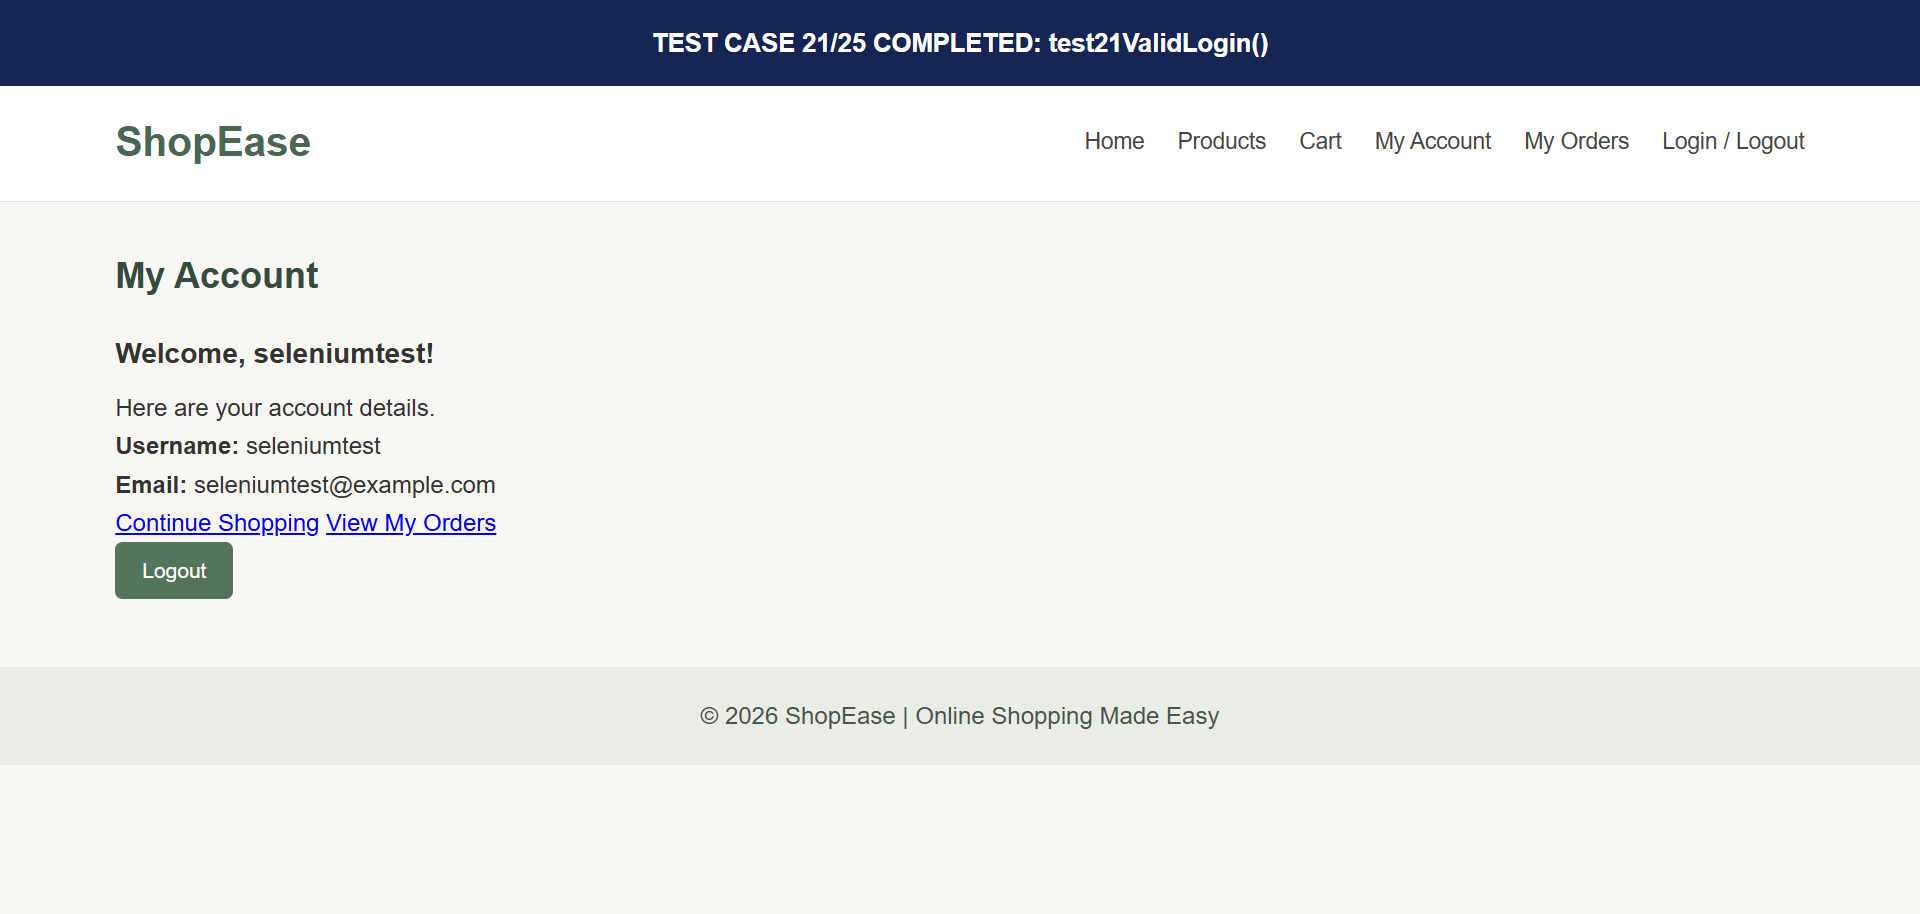 TEST CASE 21/25 COMPLETED: test21ValidLogin()
ShopEase
Home Products Cart My Account My Orders Login / Logout
My Account
Welcome, seleniumtest!
Here are your account details.
Username: seleniumtest
Email: seleniumtest@example.com
Continue Shopping View My Orders
Logout
© 2026 ShopEase | Online Shopping Made Easy